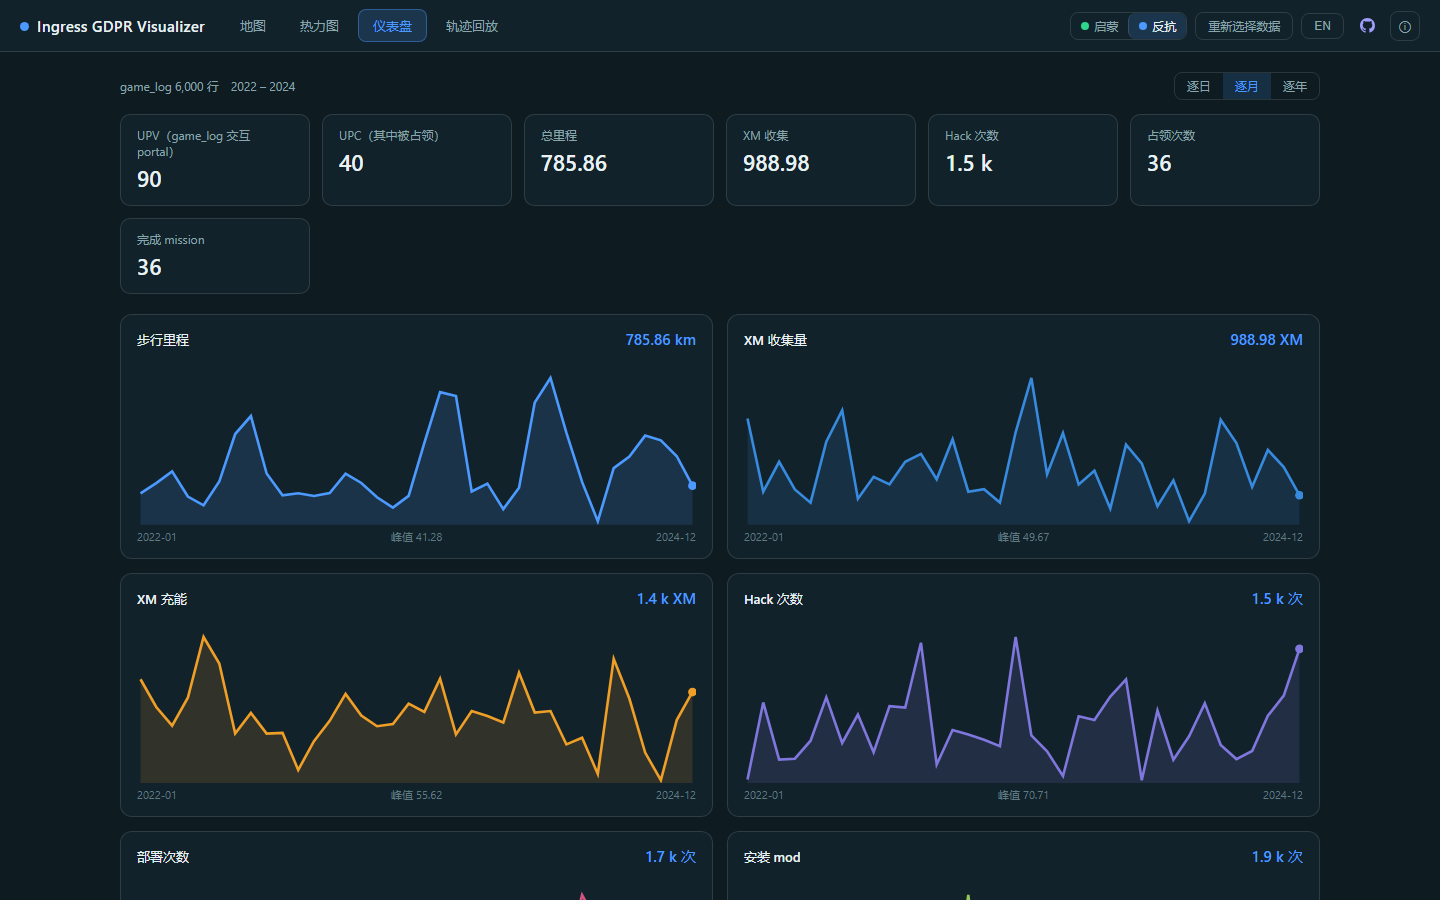 Ingress GDPR Visualizer 地图 热力图 仪表盘 轨迹回放 启蒙 反抗 重新选择数据 EN
game_log 6,000 行 2022 – 2024 逐日 逐月 逐年
UPV（game_log 交互
portal）
90
UPC（其中被占领）
40
总里程
785.86
XM 收集
988.98
Hack 次数
1.5 k
占领次数
36
完成 mission
36
步行里程 785.86 km
2022-01 峰值 41.28 2024-12
XM 收集量 988.98 XM
2022-01 峰值 49.67 2024-12
XM 充能 1.4 k XM
2022-01 峰值 55.62 2024-12
Hack 次数 1.5 k 次
2022-01 峰值 70.71 2024-12
部署次数 1.7 k 次
安装 mod 1.9 k 次